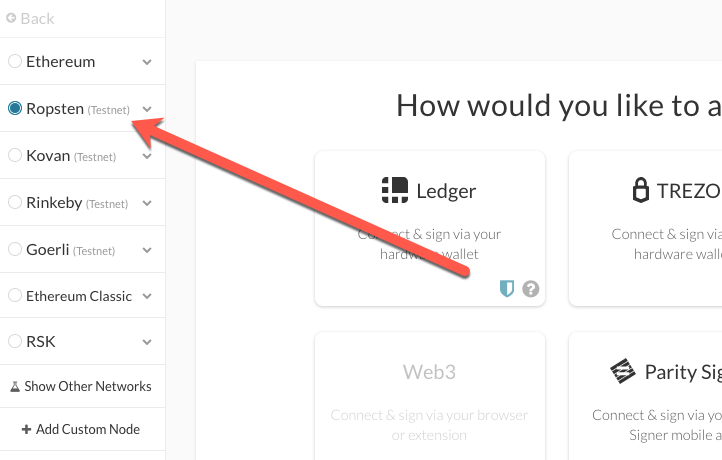 Back
Ethereum
Ropsten (Testnet)
Kovan (Testnet)
Rinkeby (Testnet)
Goerli (Testnet)
Ethereum Classic
RSK
Show Other Networks
Add Custom Node
How would you like to a
Ledger
Connect & sign via your
hardware wallet
TREZO
Connect & sign via
hardware wall
Web3
Connect & sign via your browser
or extension
Parity Sig
Connect & sign via yo
Signer mobile a